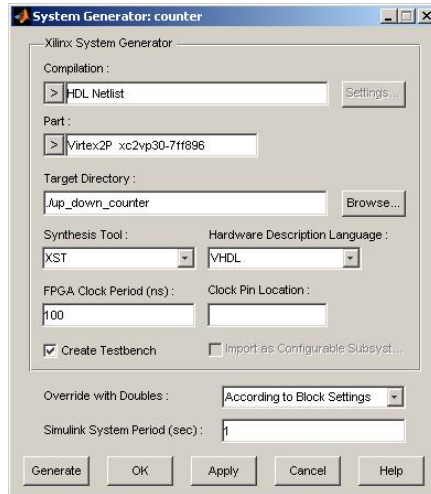 System Generator: counter
Xilinx System Generator
Compilation :
> HDL Netlist Settings...
Part :
> Virtex2P xc2vp30-7ff896
Target Directory :
./up_down_counter Browse...
Synthesis Tool : Hardware Description Language :
XST VHDL
FPGA Clock Period (ns) : Clock Pin Location :
100
Create Testbench Import as Configurable Subsyst...
Override with Doubles : According to Block Settings
Simulink System Period (sec) : 1
Generate OK Apply Cancel Help